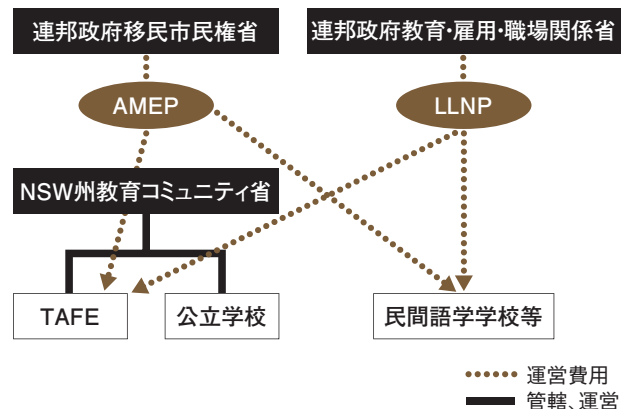 連邦政府移民市民権省
連邦政府教育・雇用・職場関係省
AMEP
LLNP
NSW州教育コミュニティ省
TAFE
公立学校
民間語学学校等
運営費用
管轄、運営